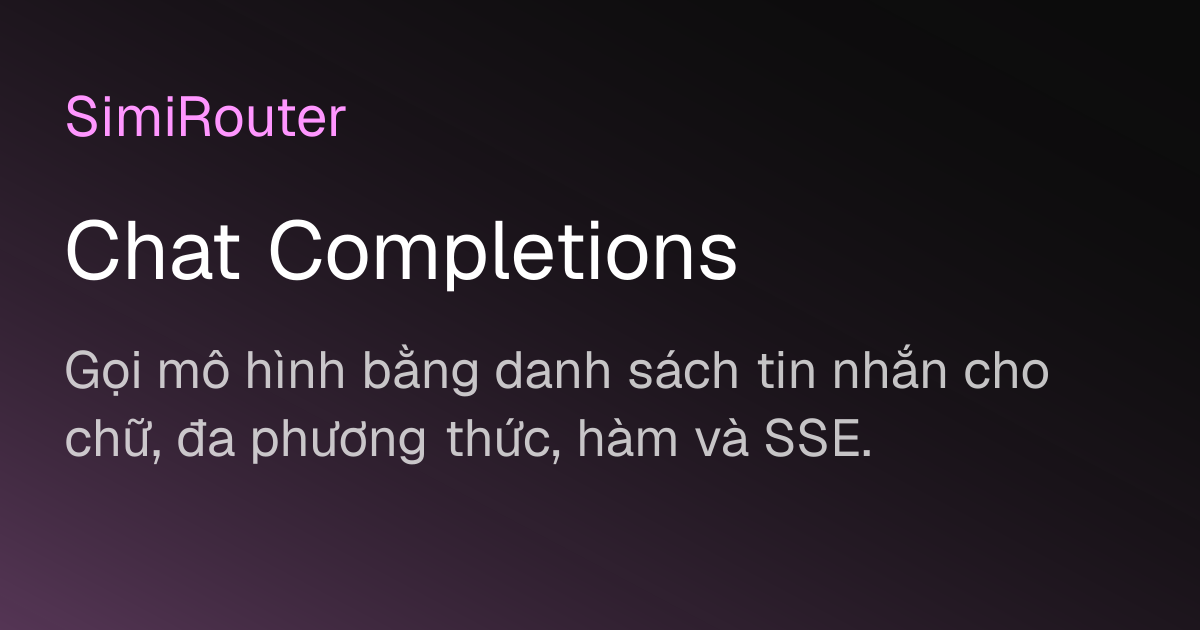 SimiRouter
Chat Completions
Gọi mô hình bằng danh sách tin nhắn cho
chữ, đa phương thức, hàm và SSE.